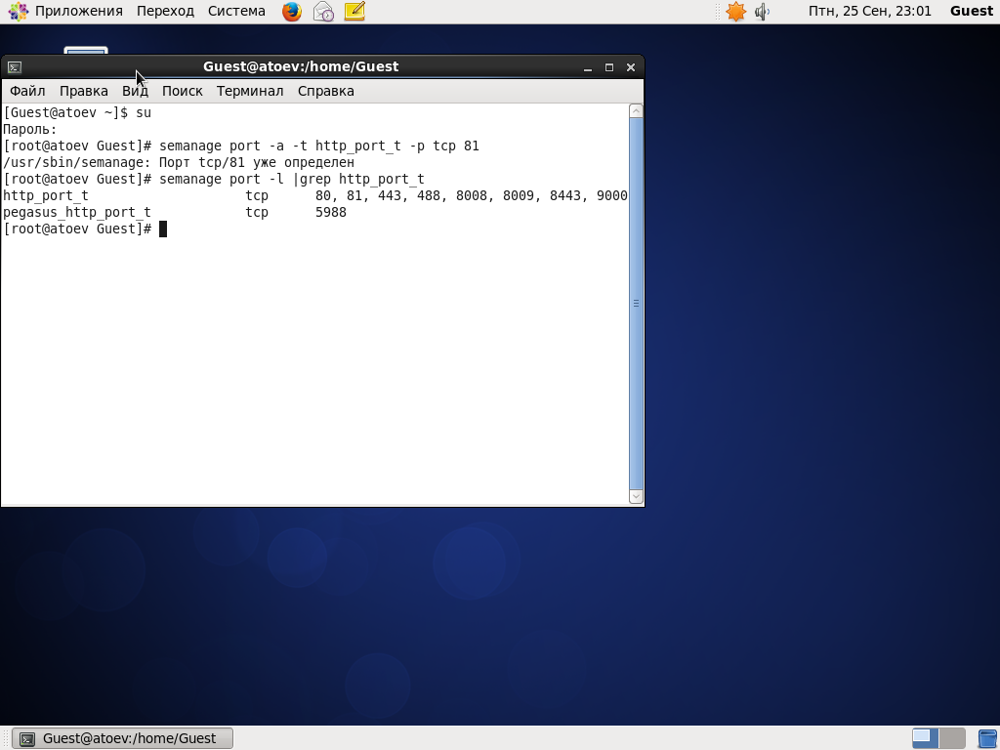 Приложения Переход Система Птн, 25 Сен, 23:01 Guest
Guest@atoev:/home/Guest
Файл Правка Вид Поиск Терминал Справка
[Guest@atoev ~]$ su
Пароль:
[root@atoev Guest]# semanage port -a -t http_port_t -p tcp 81
/usr/sbin/semanage: Порт tcp/81 уже определен
[root@atoev Guest]# semanage port -l |grep http_port_t
http_port_t                    tcp      80, 81, 443, 488, 8008, 8009, 8443, 9000
pegasus_http_port_t            tcp      5988
[root@atoev Guest]#
Guest@atoev:/home/Guest